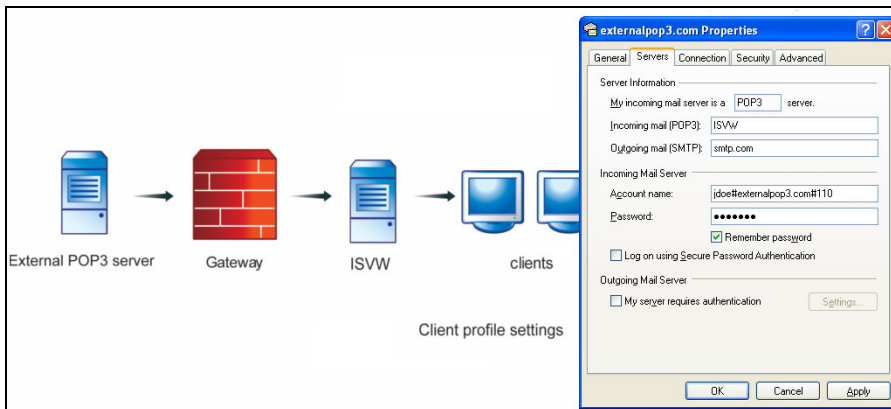 External POP3 server
Gateway
ISVW
clients
Client profile settings
externalpop3.com Properties
General Servers Connection Security Advanced
Server Information
My incoming mail server is a POP3 server.
Incoming mail (POP3): ISVW
Outgoing mail (SMTP): smtp.com
Incoming Mail Server
Account name: jdoe#externalpop3.com#110
Password: ●●●●●●●
Remember password
Log on using Secure Password Authentication
Outgoing Mail Server
My server requires authentication Settings...
OK Cancel Apply